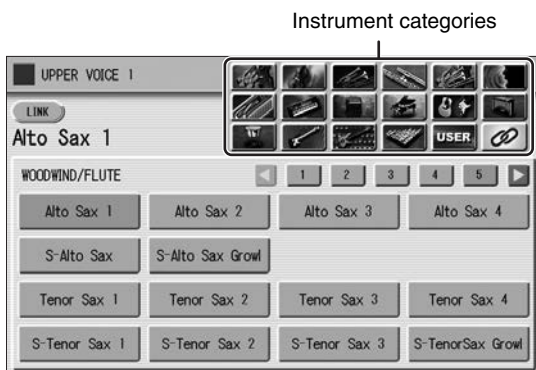 Instrument categories
UPPER VOICE 1
LINK
Alto Sax 1
USER
WOODWIND/FLUTE 1 2 3 4 5
Alto Sax 1 Alto Sax 2 Alto Sax 3 Alto Sax 4
S-Alto Sax S-Alto Sax Growl
Tenor Sax 1 Tenor Sax 2 Tenor Sax 3 Tenor Sax 4
S-Tenor Sax 1 S-Tenor Sax 2 S-Tenor Sax 3 S-TenorSax Growl